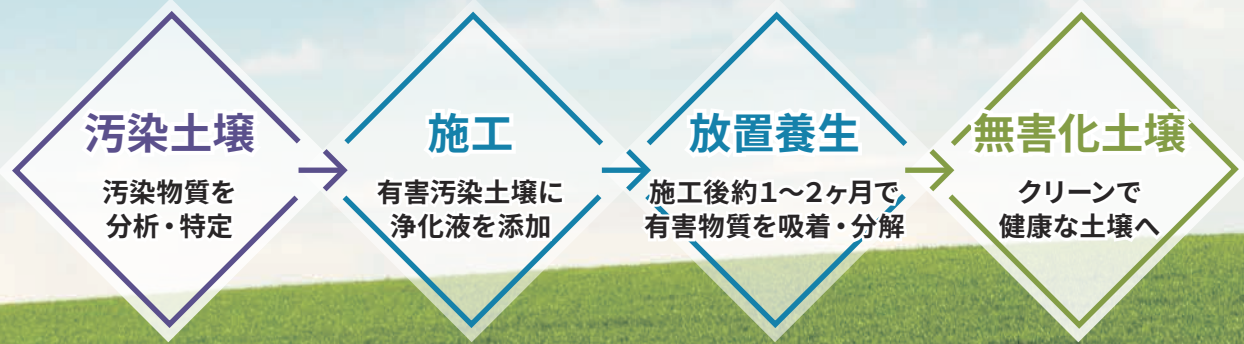 汚染土壌
汚染物質を
分析・特定
施工
有害汚染土壌に
浄化液を添加
放置養生
施工後約1〜2ヶ月で
有害物質を吸着・分解
無害化土壌
クリーンで
健康な土壌へ